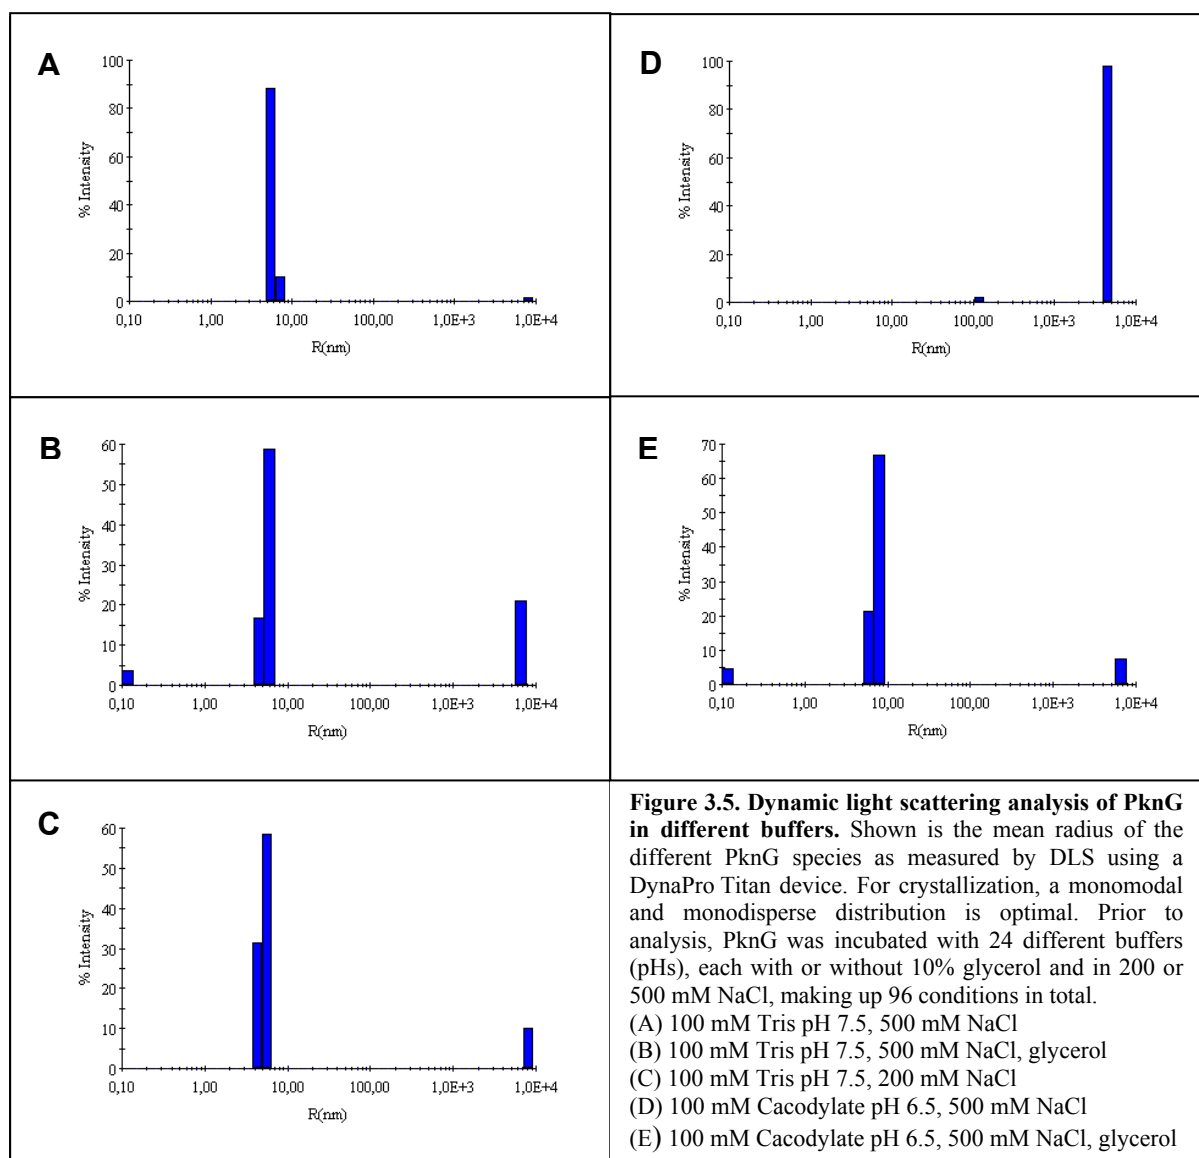 A
100
80
60
40
20
0
% Intensity
0,10 1,00 10,00 100,00 1,0E+3 1,0E+4
R(nm)
D
100
80
60
40
20
0
% Intensity
0,10 1,00 10,00 100,00 1,0E+3 1,0E+4
R(nm)
B
60
50
40
30
20
10
0
% Intensity
0,10 1,00 10,00 100,00 1,0E+3 1,0E+4
R(nm)
E
70
60
50
40
30
20
10
0
% Intensity
0,10 1,00 10,00 100,00 1,0E+3 1,0E+4
R(nm)
C
60
50
40
30
20
10
0
% Intensity
0,10 1,00 10,00 100,00 1,0E+3 1,0E+4
R(nm)
Figure 3.5. Dynamic light scattering analysis of PknG
in different buffers. Shown is the mean radius of the
different PknG species as measured by DLS using a
DynaPro Titan device. For crystallization, a monomodal
and monodisperse distribution is optimal. Prior to
analysis, PknG was incubated with 24 different buffers
(pHs), each with or without 10% glycerol and in 200 or
500 mM NaCl, making up 96 conditions in total.
(A) 100 mM Tris pH 7.5, 500 mM NaCl
(B) 100 mM Tris pH 7.5, 500 mM NaCl, glycerol
(C) 100 mM Tris pH 7.5, 200 mM NaCl
(D) 100 mM Cacodylate pH 6.5, 500 mM NaCl
(E) 100 mM Cacodylate pH 6.5, 500 mM NaCl, glycerol